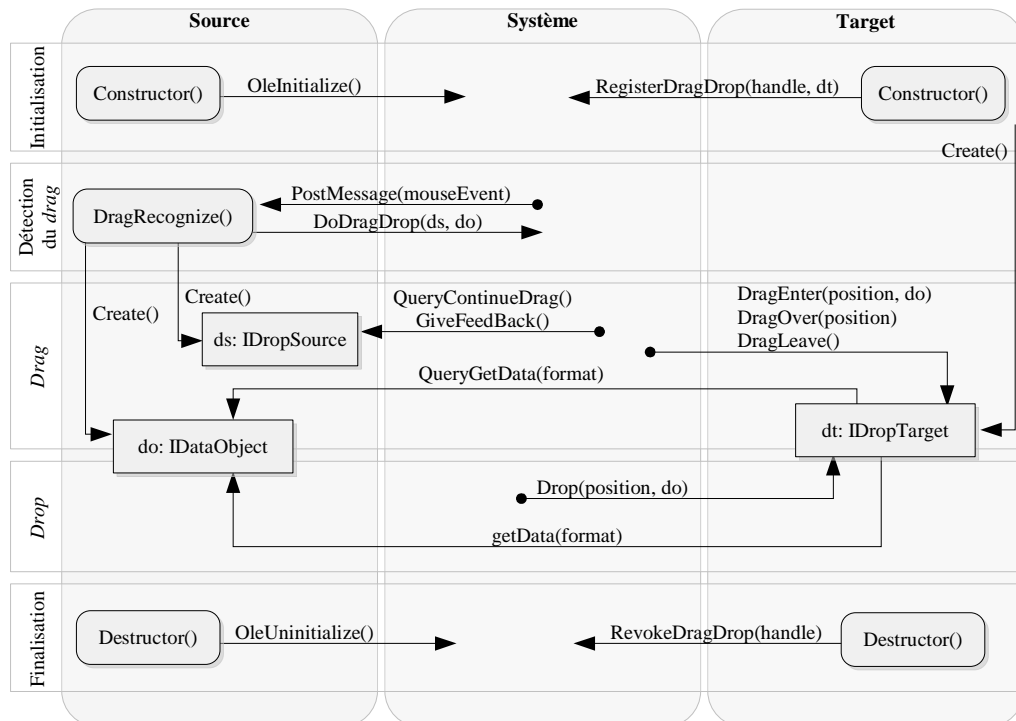 Source
Système
Target
Initialisation
Constructor()
OleInitialize()
RegisterDragDrop(handle, dt)
Constructor()
Create()
Détection
du drag
PostMessage(mouseEvent)
DragRecognize()
DoDragDrop(ds, do)
Drag
Create()
Create()
QueryContinueDrag()
GiveFeedBack()
DragEnter(position, do)
DragOver(position)
DragLeave()
ds: IDropSource
QueryGetData(format)
do: IDataObject
dt: IDropTarget
Drop
Drop(position, do)
getData(format)
Finalisation
Destructor()
OleUninitialize()
RevokeDragDrop(handle)
Destructor()